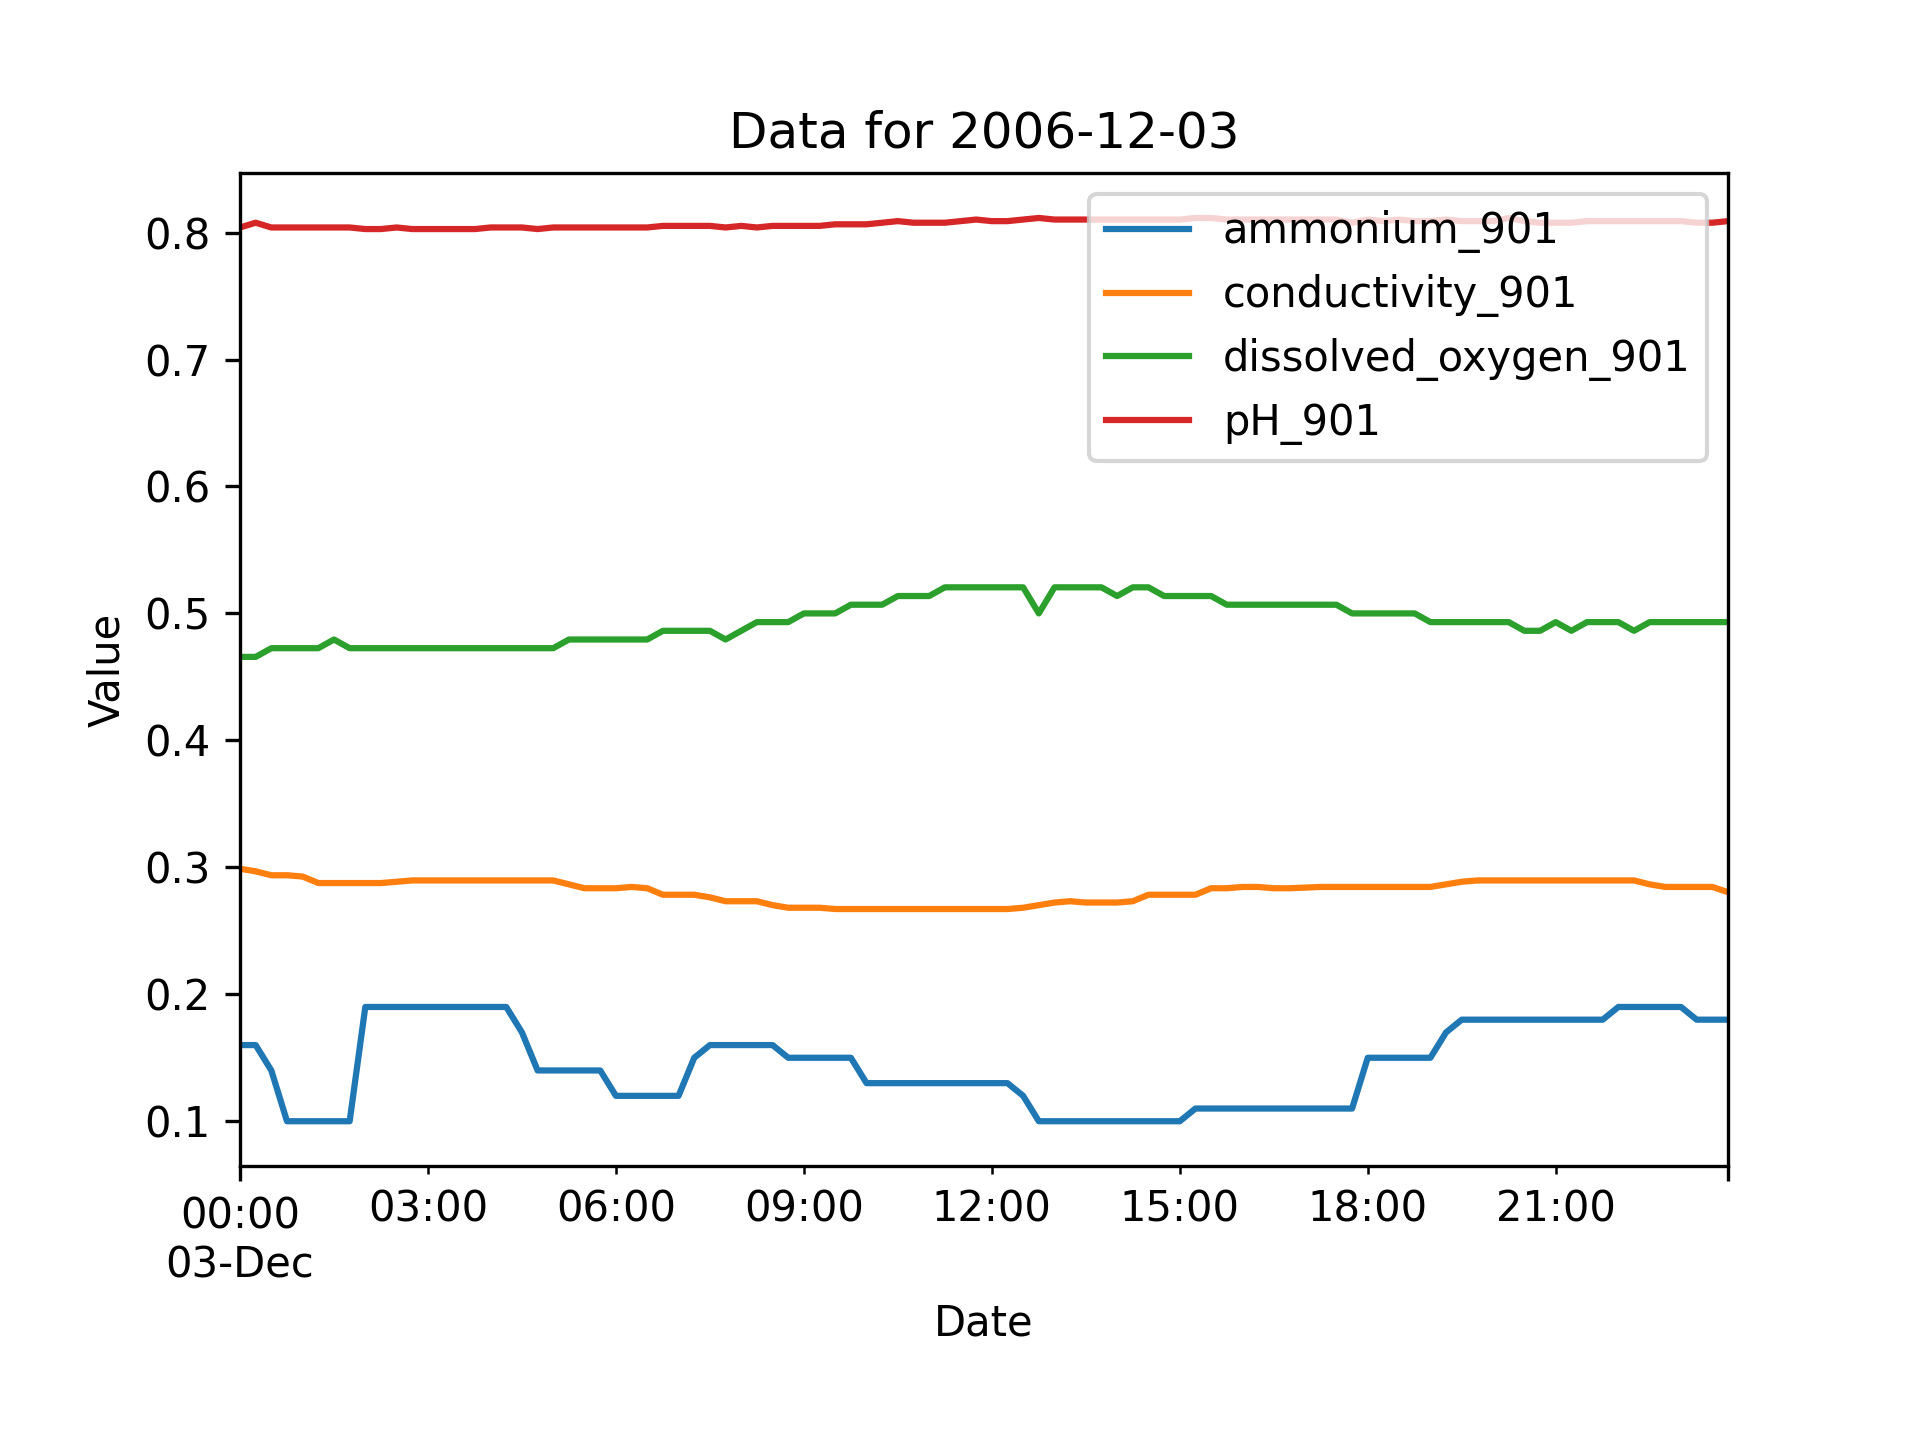 Data for 2006-12-03
ammonium_901
conductivity_901
dissolved_oxygen_901
pH_901
Value
0.8
0.7
0.6
0.5
0.4
0.3
0.2
0.1
00:00 03:00 06:00 09:00 12:00 15:00 18:00 21:00
03-Dec
Date